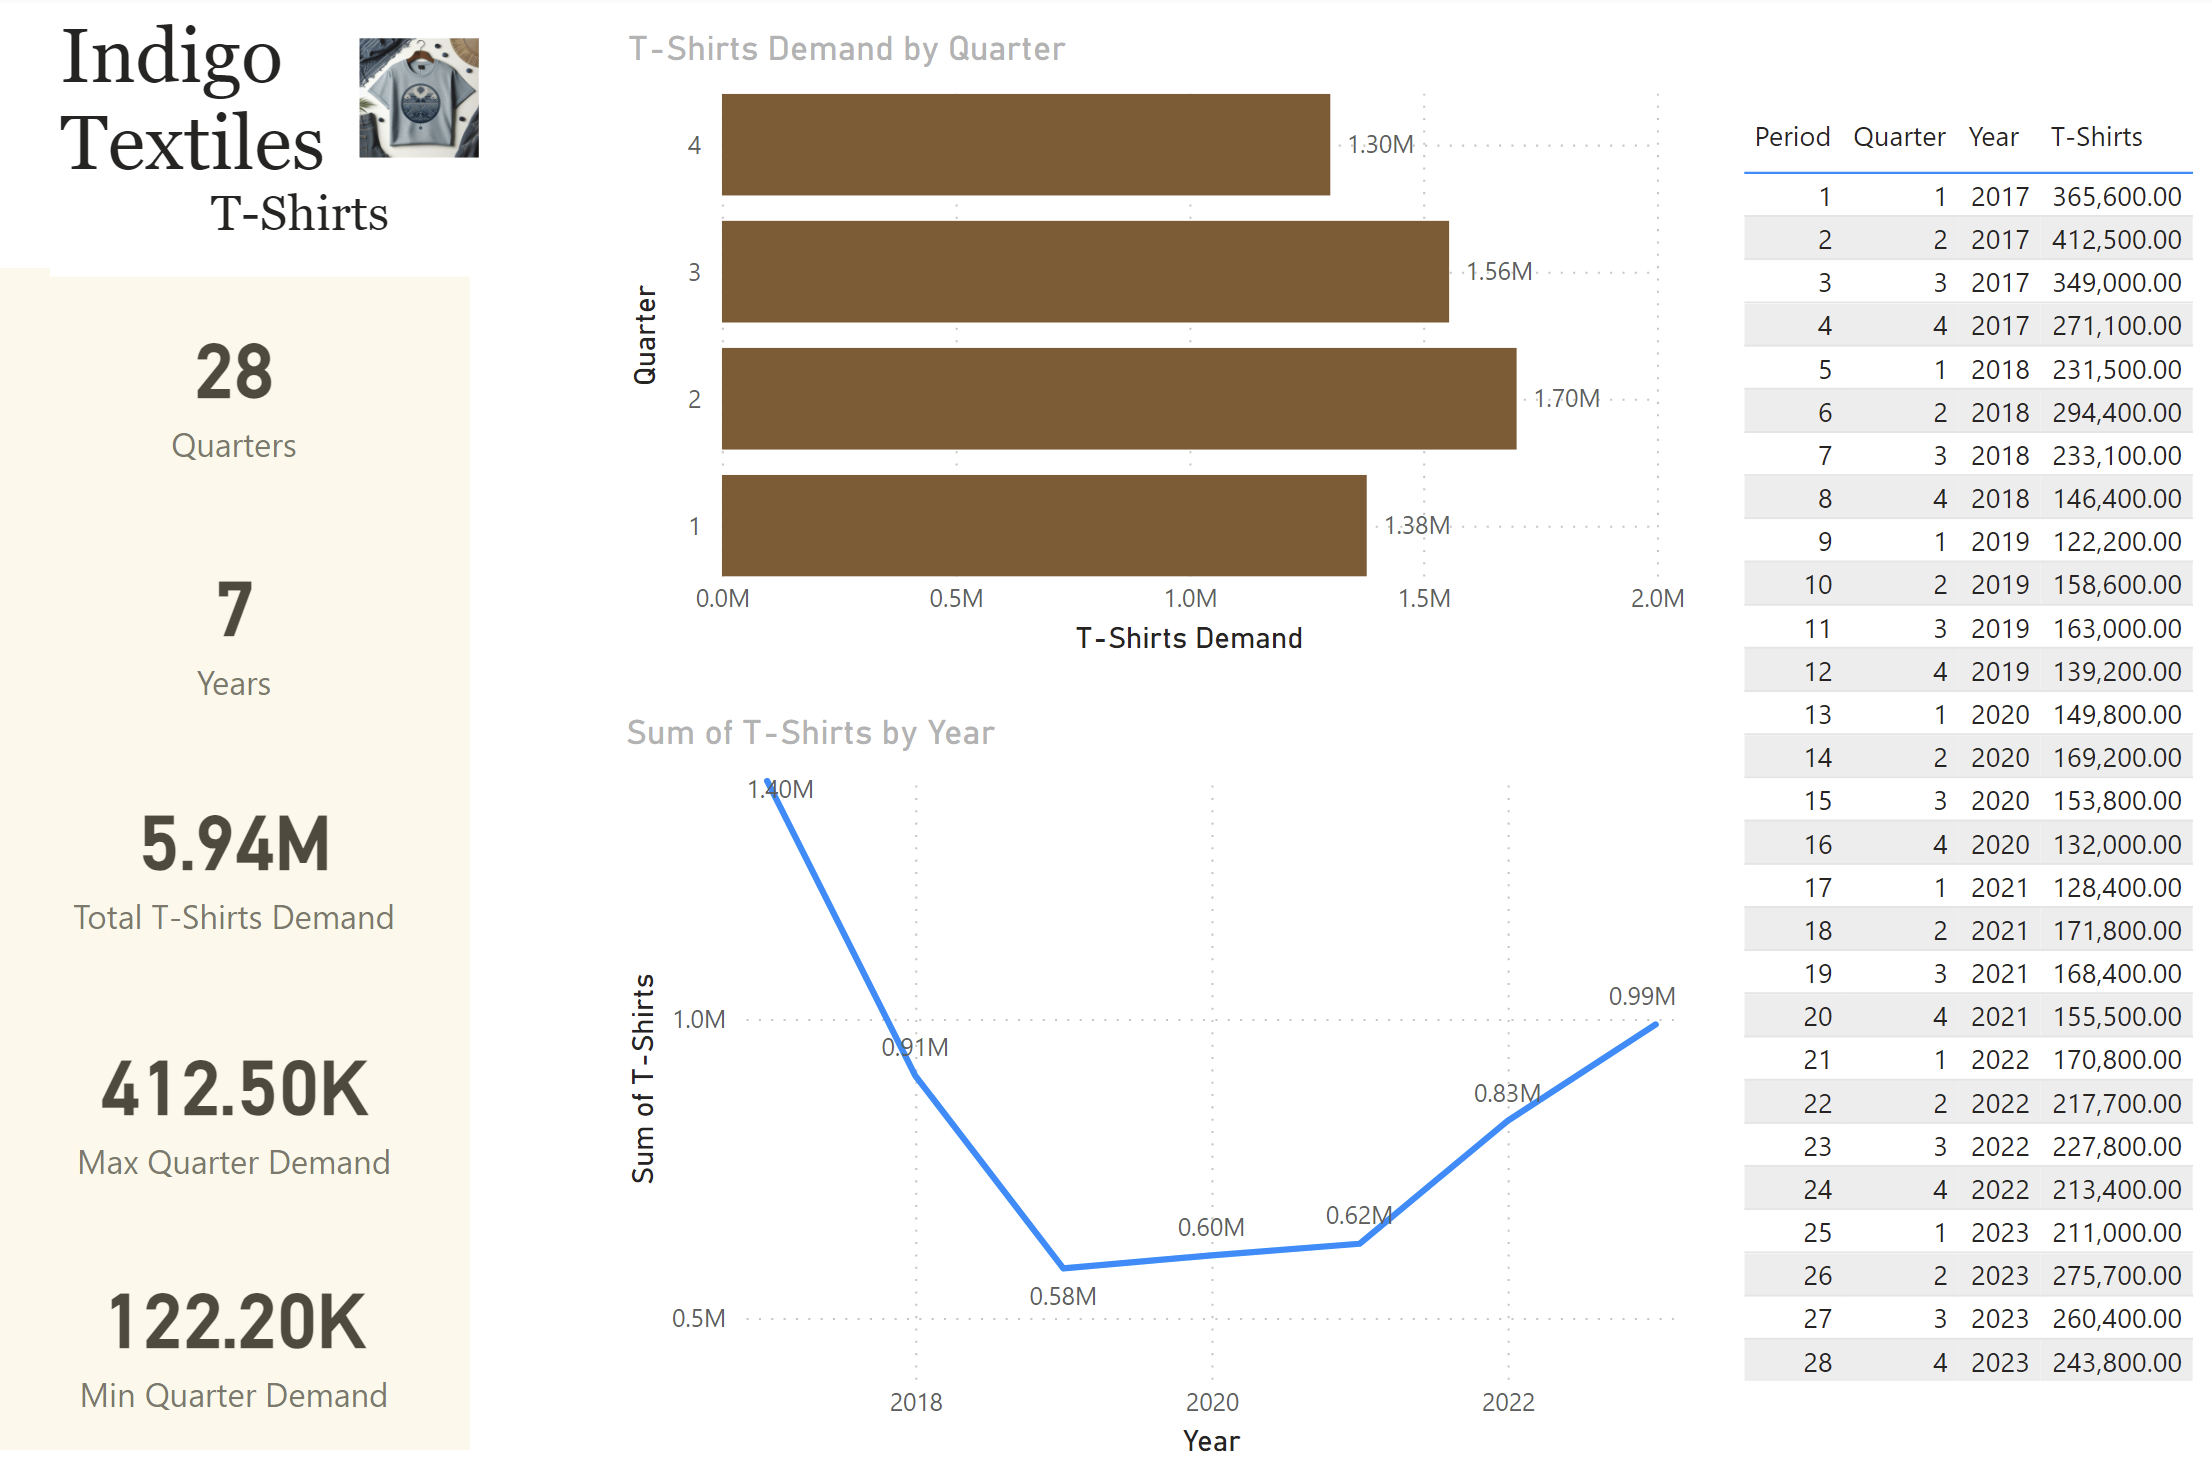 Indigo
Textiles
T-Shirts
28
Quarters
7
Years
5.94M
Total T-Shirts Demand
412.50K
Max Quarter Demand
122.20K
Min Quarter Demand
T-Shirts Demand by Quarter
Quarter
4
1.30M
3
1.56M
2
1.70M
1
1.38M
0.0M 0.5M 1.0M 1.5M 2.0M
T-Shirts Demand
Sum of T-Shirts by Year
Sum of T-Shirts
1.40M
0.99M
1.0M
0.91M
0.83M
0.62M
0.60M
0.58M
0.5M
2018 2020 2022
Year
Period Quarter Year T-Shirts
1 1 2017 365,600.00
2 2 2017 412,500.00
3 3 2017 349,000.00
4 4 2017 271,100.00
5 1 2018 231,500.00
6 2 2018 294,400.00
7 3 2018 233,100.00
8 4 2018 146,400.00
9 1 2019 122,200.00
10 2 2019 158,600.00
11 3 2019 163,000.00
12 4 2019 139,200.00
13 1 2020 149,800.00
14 2 2020 169,200.00
15 3 2020 153,800.00
16 4 2020 132,000.00
17 1 2021 128,400.00
18 2 2021 171,800.00
19 3 2021 168,400.00
20 4 2021 155,500.00
21 1 2022 170,800.00
22 2 2022 217,700.00
23 3 2022 227,800.00
24 4 2022 213,400.00
25 1 2023 211,000.00
26 2 2023 275,700.00
27 3 2023 260,400.00
28 4 2023 243,800.00